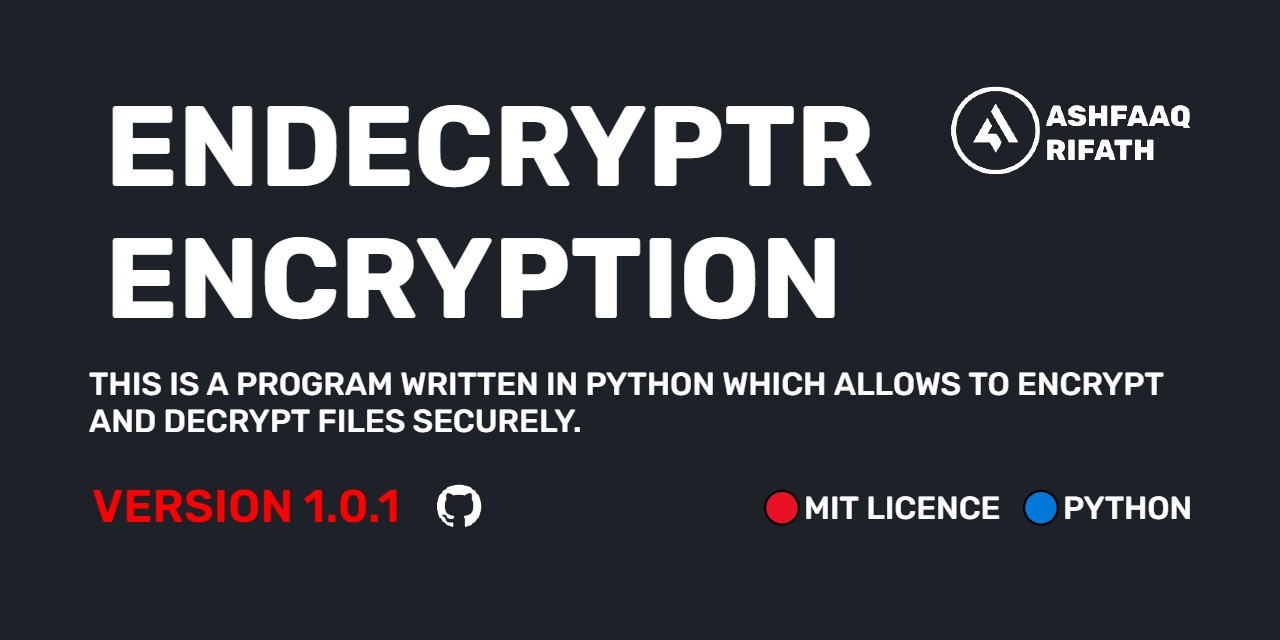 ENDECRYPTR
ENCRYPTION
ASHFAAQ
RIFATH
THIS IS A PROGRAM WRITTEN IN PYTHON WHICH ALLOWS TO ENCRYPT
AND DECRYPT FILES SECURELY.
VERSION 1.0.1
MIT LICENCE
PYTHON